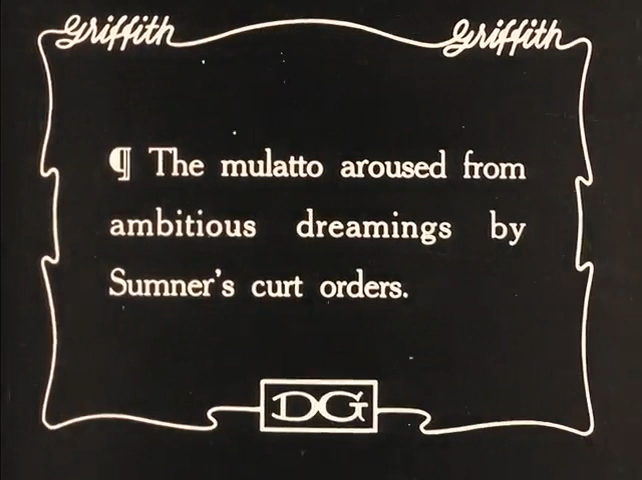 Griffith Griffith
¶ The mulatto aroused from
ambitious dreamings by
Sumner's curt orders.
DG